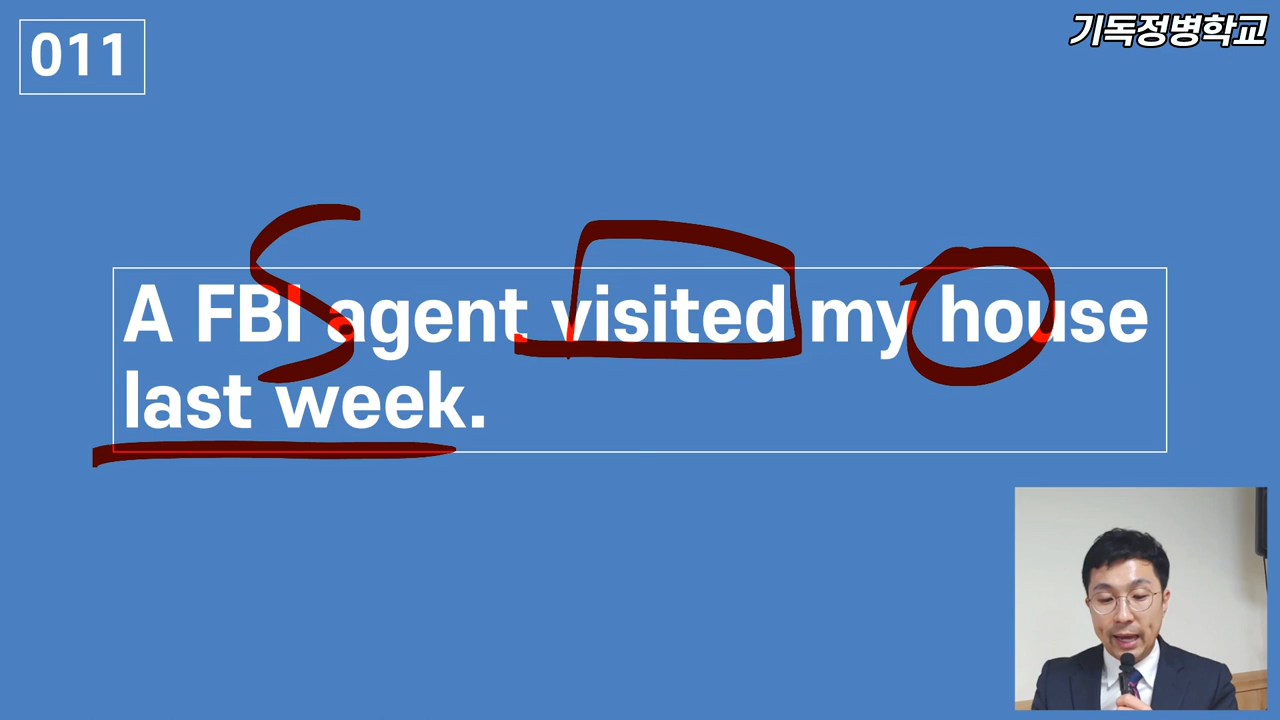 011
기독정병학교
S
A FBI agent visited my house
last week.